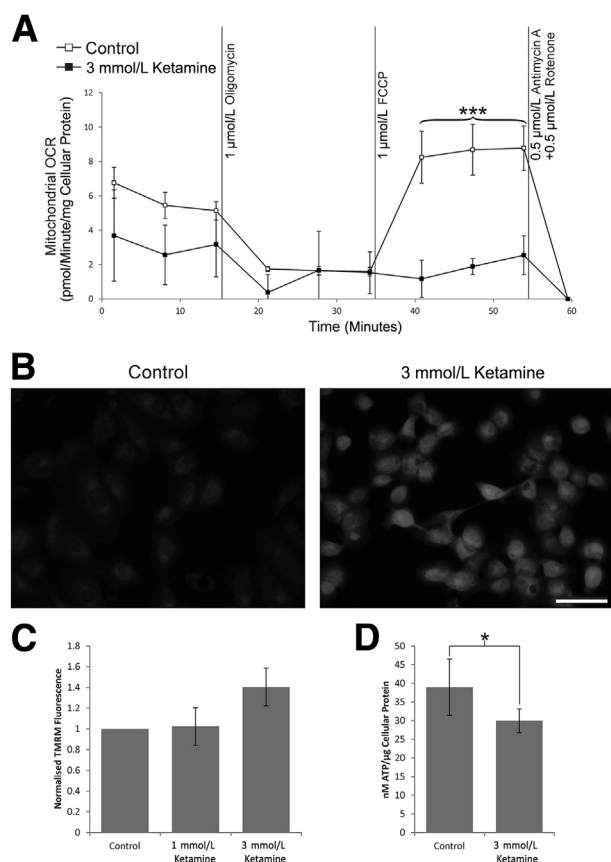 A
Control
3 mmol/L Ketamine
1 µmol/L Oligomycin
1 µmol/L FCCP
0.5 µmol/L Antimycin A
+0.5 µmol/L Rotenone
***
Mitochondrial OCR
(pmol/Minute/mg Cellular Protein)
12
10
8
6
4
2
0
0 10 20 30 40 50 60
Time (Minutes)
B
Control 3 mmol/L Ketamine
C
Normalised TMRM Fluorescence
1.8
1.6
1.4
1.2
1
0.8
0.6
0.4
0.2
0
Control 1 mmol/L 3 mmol/L
Ketamine Ketamine
D
nM ATP/µg Cellular Protein
50
45
40
35
30
25
20
15
10
5
0
*
Control 3 mmol/L
Ketamine